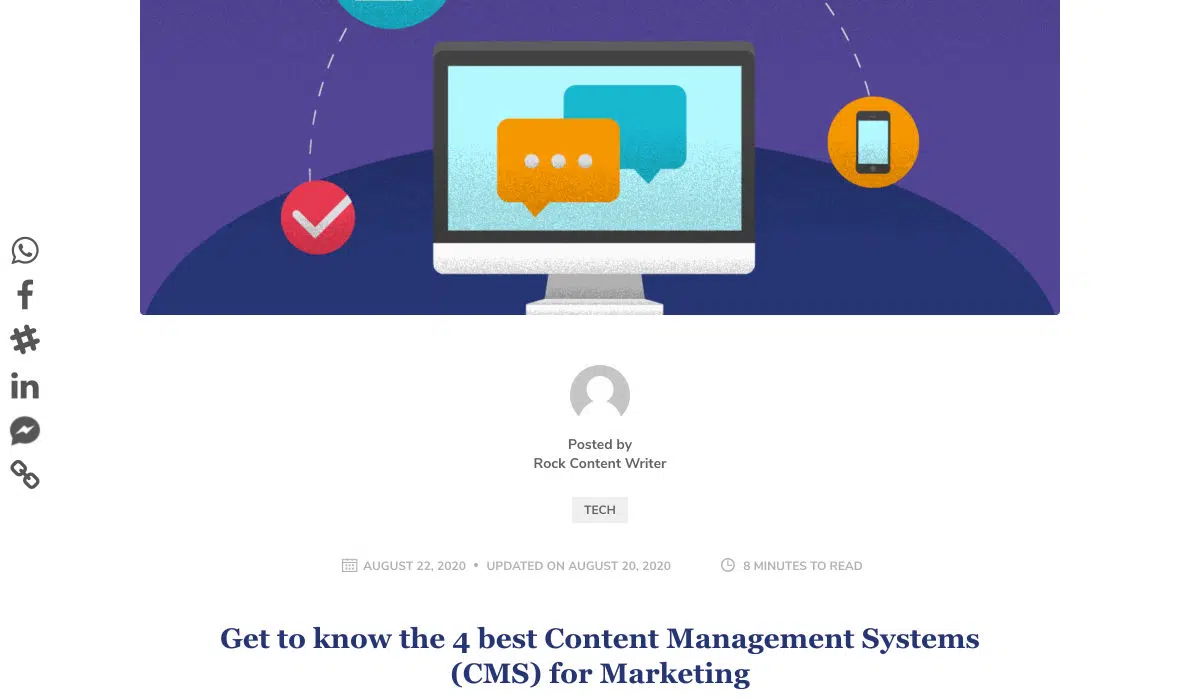 Posted by
Rock Content Writer
TECH
AUGUST 22, 2020 • UPDATED ON AUGUST 20, 2020 8 MINUTES TO READ
Get to know the 4 best Content Management Systems
(CMS) for Marketing